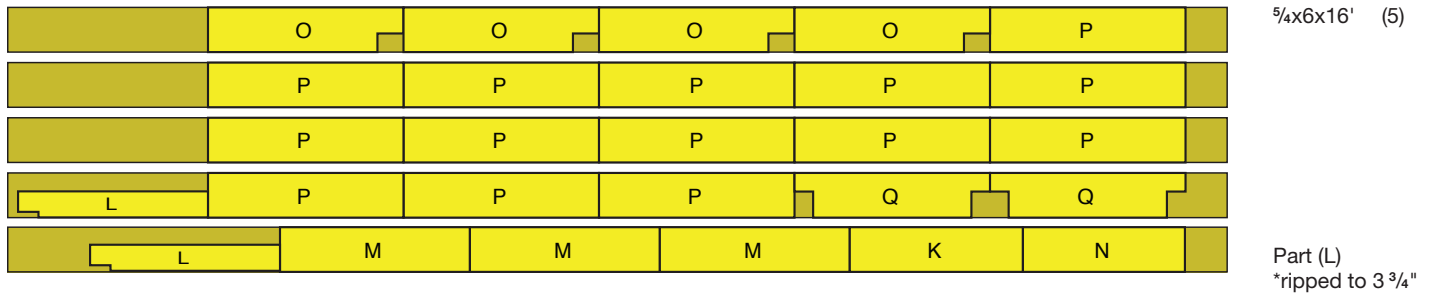 O O O O P ⁵/₄x6x16' (5)
P P P P P
P P P P P
L P P P Q Q
L M M M K N
Part (L)
*ripped to 3 ³/₄"